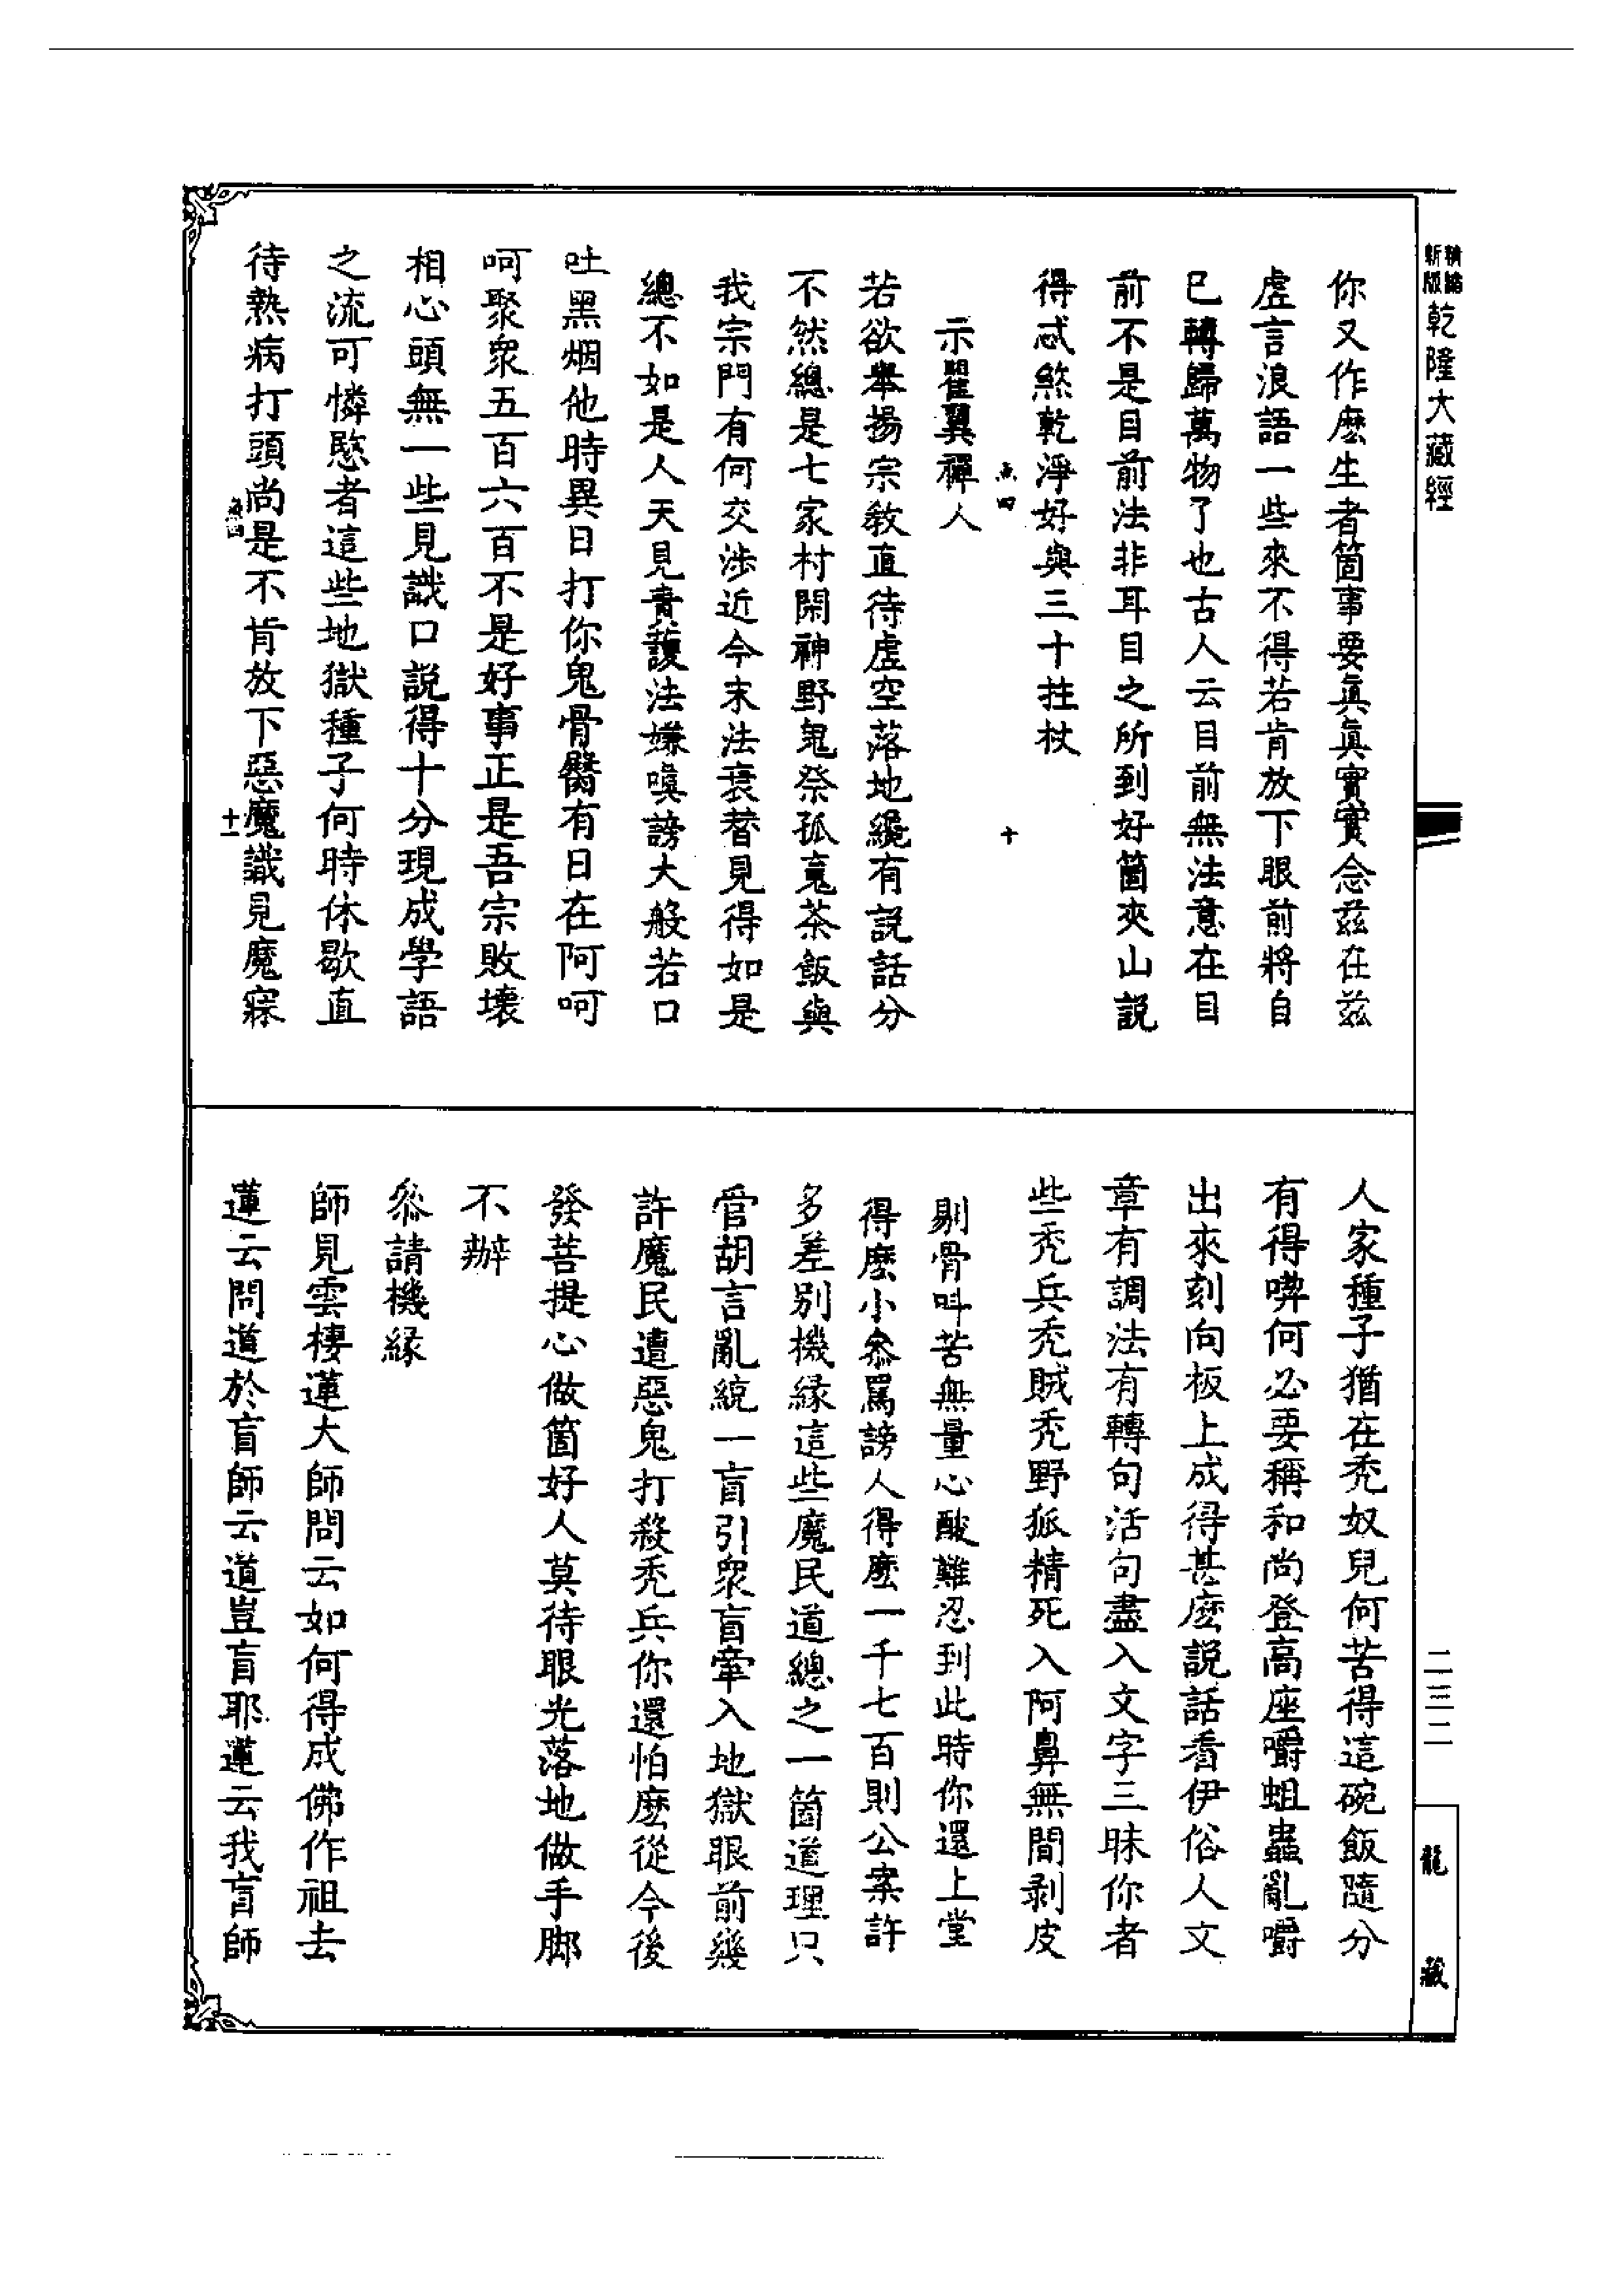 新版
精縮
乾隆大藏經
你又作麽生者箇事要眞眞實實念茲在茲
虛言浪語一些來不得若肯放下眼前將自
巳轉歸萬物了也古人云目前無法意在目
前不是目前法非耳目之所到好箇夾山説
得忒煞乾淨好與三十拄杖
十
示瞿翼禪人
若欲舉揚宗教直待虛空落地纔有説話分
不然總是七家村閑神野鬼祭孤魂茶飯與
我宗門有何交渉近今末法衰替見得如是
總不如是人天見責護法嫌嗔謗大般若口
吐黑烟他時異日打你鬼骨臀有日在阿呵
呵聚衆五百六百不是好事正是吾宗敗壞
相心頭無一些見識口説得十分現成學語
之流可憐愍者這些地獄種子何時休歇直
待熱病打頭尚是不肯放下惡魔識見魔寐
十一
人家種子猶在禿奴兒何苦得這碗飯隨分
有得嚊何必要稱和尚登高座嚼蛆蟲亂嚼
出來刻向板上成得甚麽説話看伊俗人文
章有調法有轉句活句盡入文字三昧你者
些禿兵禿賊禿野狐精死入阿鼻無間剥皮
剔骨叫苦無量心酸難忍到此時你還上堂
得麽小叅駡謗人得麽一千七百則公案許
多差別機緣這些魔民道總之一箇道理只
管胡言亂統一盲引衆盲牽入地獄眼前幾
許魔民遭惡鬼打殺禿兵你還怕麽從今後
發菩提心做箇好人莫待眼光落地做手脚
不辦
叅請機緣
師見雲棲蓮大師問云如何得成佛作祖去
蓮云問道於盲師云道豈盲耶蓮云我盲師
二三二
龍藏